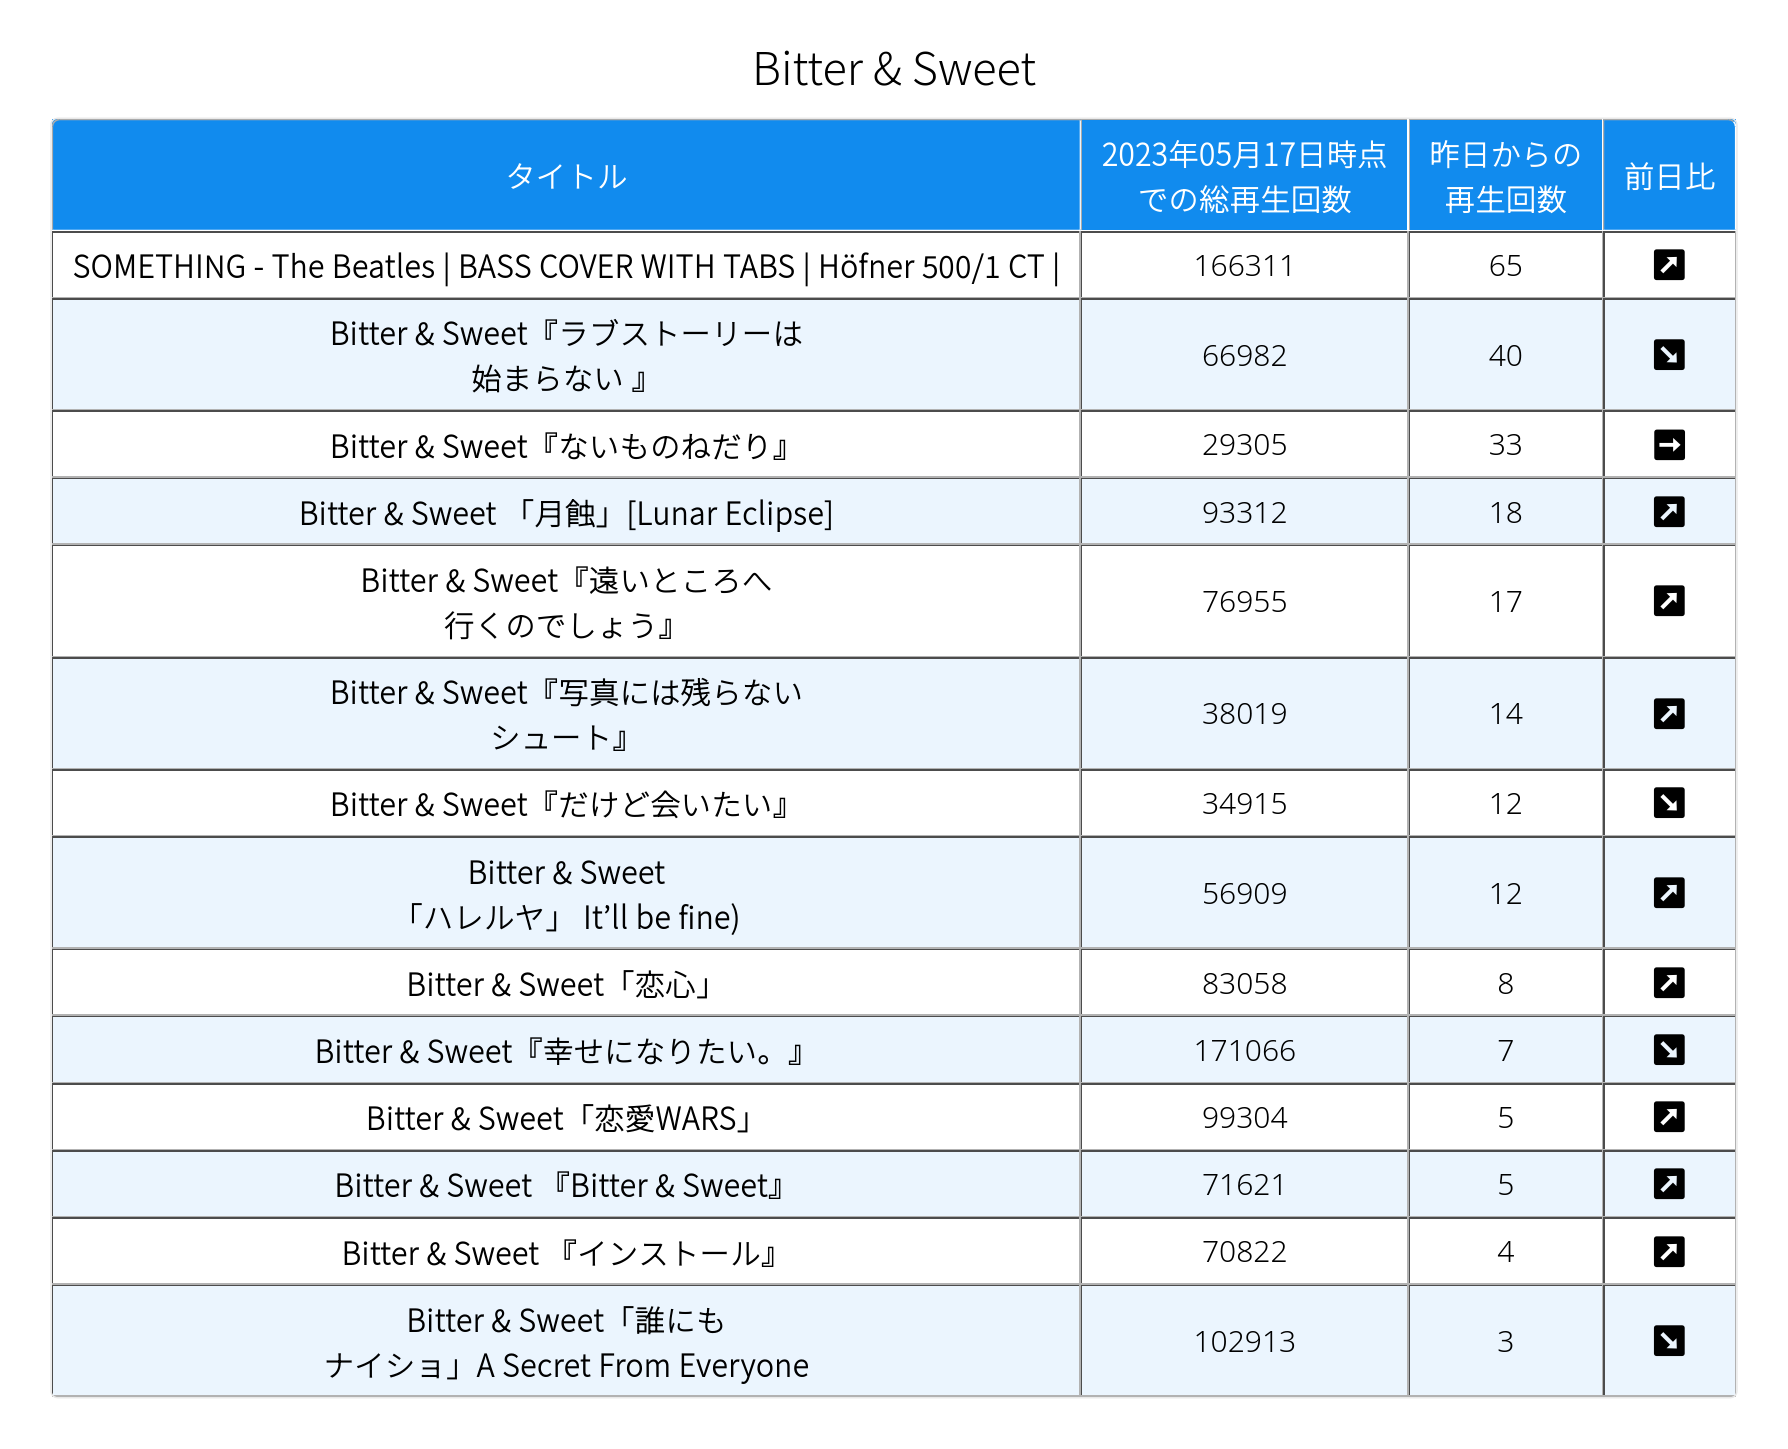 Bitter & Sweet
タイトル
2023年05月17日時点
での総再生回数
昨日からの
再生回数
前日比
SOMETHING - The Beatles | BASS COVER WITH TABS | Höfner 500/1 CT |
166311
65
Bitter & Sweet『ラブストーリーは
始まらない 』
66982
40
Bitter & Sweet『ないものねだり』
29305
33
Bitter & Sweet 「月蝕」[Lunar Eclipse]
93312
18
Bitter & Sweet『遠いところへ
行くのでしょう』
76955
17
Bitter & Sweet『写真には残らない
シュート』
38019
14
Bitter & Sweet『だけど会いたい』
34915
12
Bitter & Sweet
「ハレルヤ」 It’ll be fine)
56909
12
Bitter & Sweet「恋心」
83058
8
Bitter & Sweet『幸せになりたい。』
171066
7
Bitter & Sweet「恋愛WARS」
99304
5
Bitter & Sweet 『Bitter & Sweet』
71621
5
Bitter & Sweet 『インストール』
70822
4
Bitter & Sweet「誰にも
ナイショ」A Secret From Everyone
102913
3